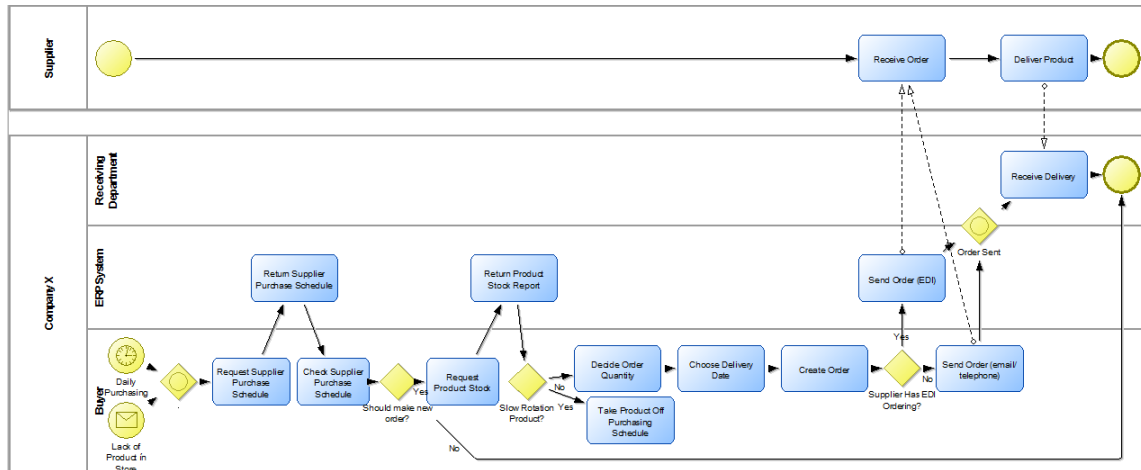 Supplier
Receive Order
Deliver Product
Company X
Receiving
Department
Receive Delivery
ERP System
Return Supplier
Purchase Schedule
Return Product
Stock Report
Send Order (EDI)
Order Sent
Buyer
Daily
Purchasing
Lack of
Product in
Store
Request Supplier
Purchase
Schedule
Check Supplier
Purchase
Schedule
Should make new
order?
Yes
No
Request
Product Stock
Slow Rotation
Product?
No
Yes
Decide Order
Quantity
Take Product Off
Purchasing
Schedule
Choose Delivery
Date
Create Order
Supplier Has EDI
Ordering?
Yes
No
Send Order (email/
telephone)